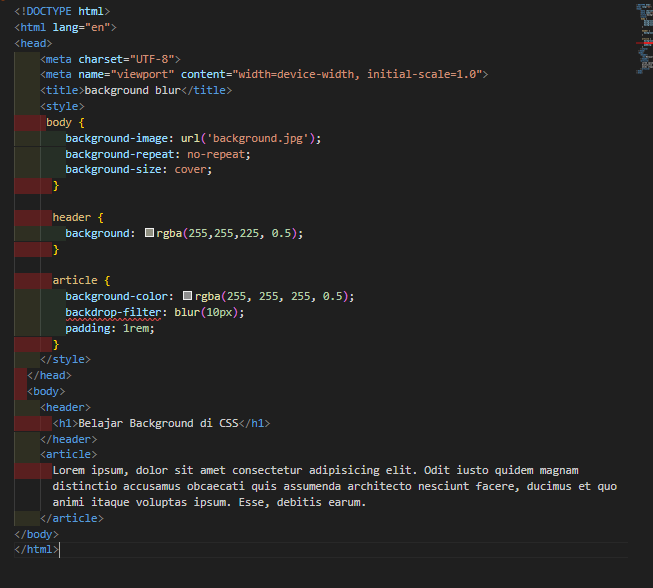 <!DOCTYPE html>
<html lang="en">
<head>
    <meta charset="UTF-8">
    <meta name="viewport" content="width=device-width, initial-scale=1.0">
    <title>background blur</title>
    <style>
     body {
        background-image: url('background.jpg');
        background-repeat: no-repeat;
        background-size: cover;
      }

      header {
        background: rgba(255,255,225, 0.5);
      }

      article {
        background-color: rgba(255, 255, 255, 0.5);
        backdrop-filter: blur(10px);
        padding: 1rem;
      }
    </style>
  </head>
  <body>
    <header>
      <h1>Belajar Background di CSS</h1>
    </header>
    <article>
      Lorem ipsum, dolor sit amet consectetur adipisicing elit. Odit iusto quidem magnam
      distinctio accusamus obcaecati quis assumenda architecto nesciunt facere, ducimus et quo
      animi itaque voluptas ipsum. Esse, debitis earum.
    </article>
</body>
</html>